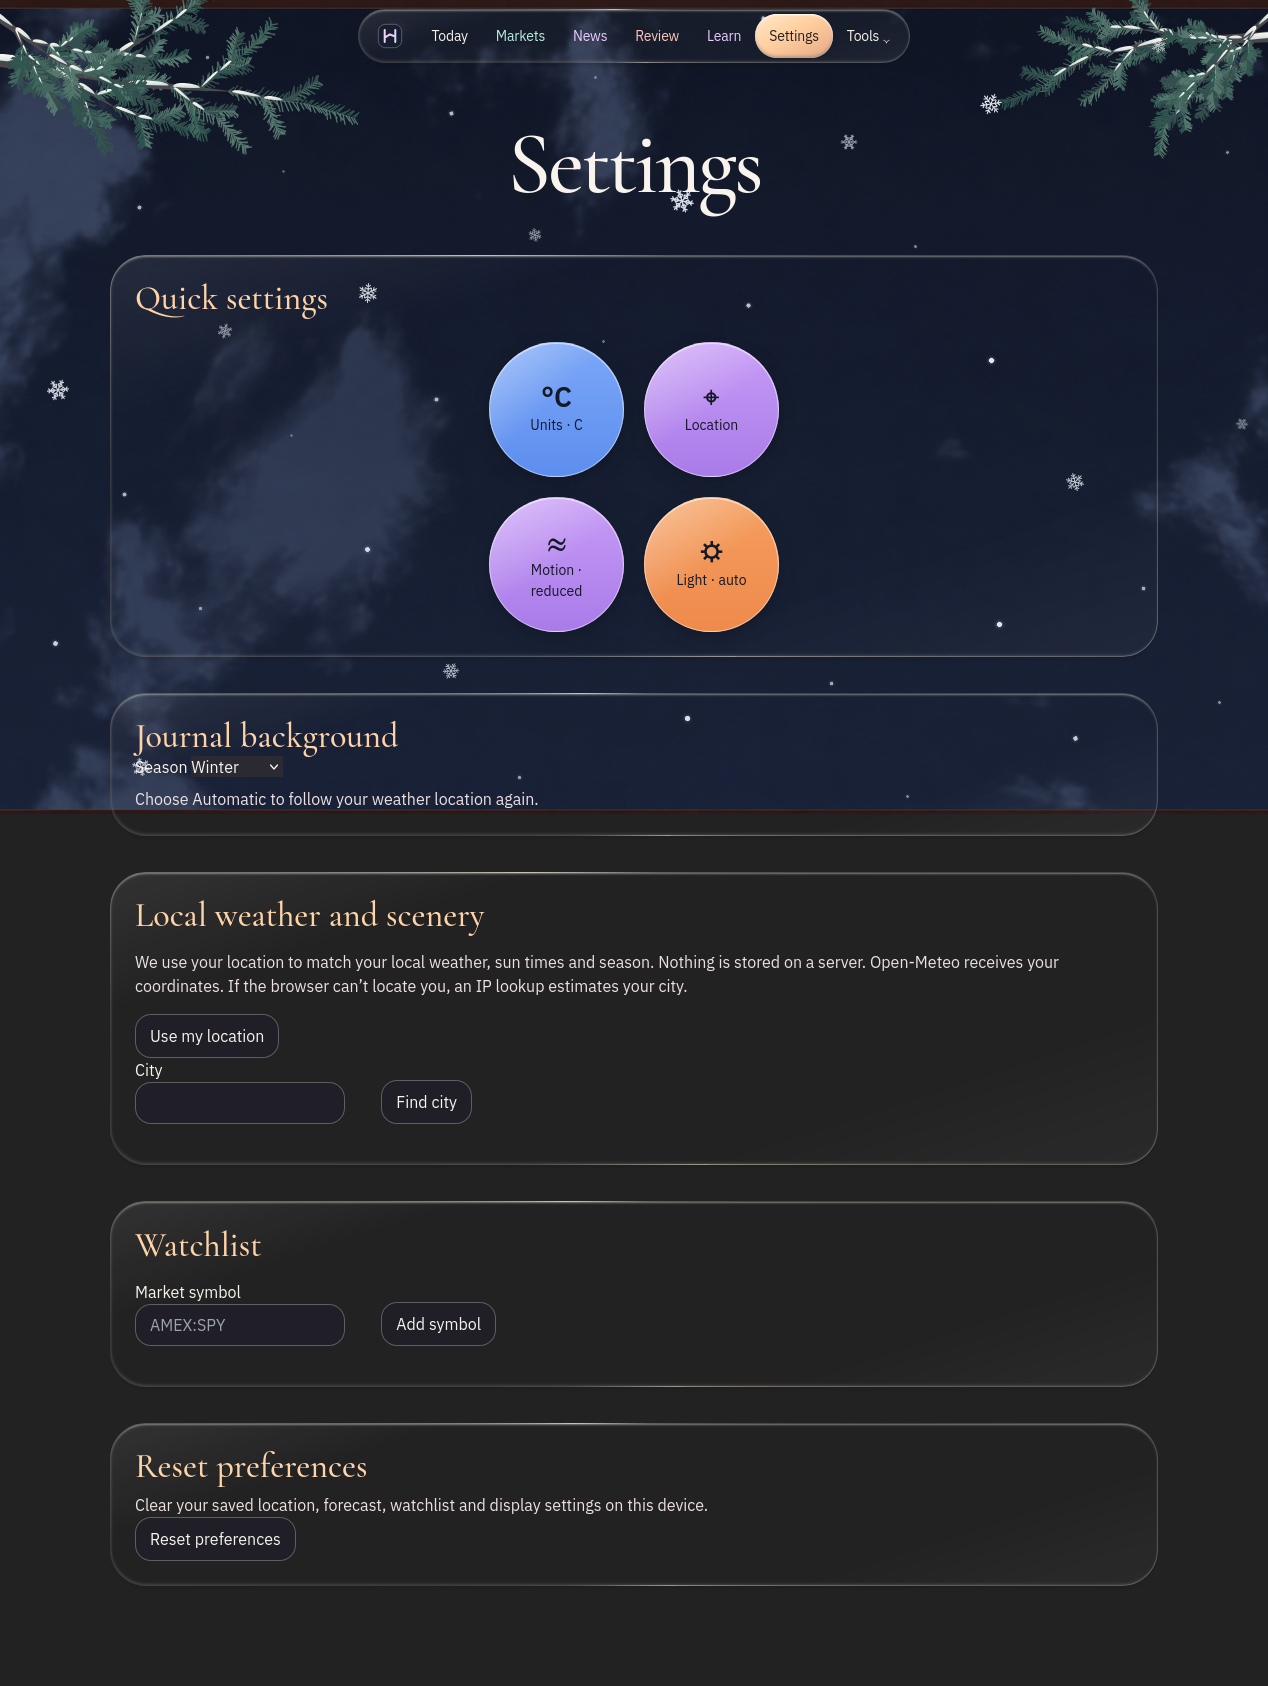 H Today Markets News Review Learn Settings Tools
Settings
Quick settings
°C
Units · C
Location
Motion ·
reduced
Light · auto
Journal background
Season Winter
Choose Automatic to follow your weather location again.
Local weather and scenery
We use your location to match your local weather, sun times and season. Nothing is stored on a server. Open-Meteo receives your
coordinates. If the browser can’t locate you, an IP lookup estimates your city.
Use my location
City
Find city
Watchlist
Market symbol
AMEX:SPY Add symbol
Reset preferences
Clear your saved location, forecast, watchlist and display settings on this device.
Reset preferences